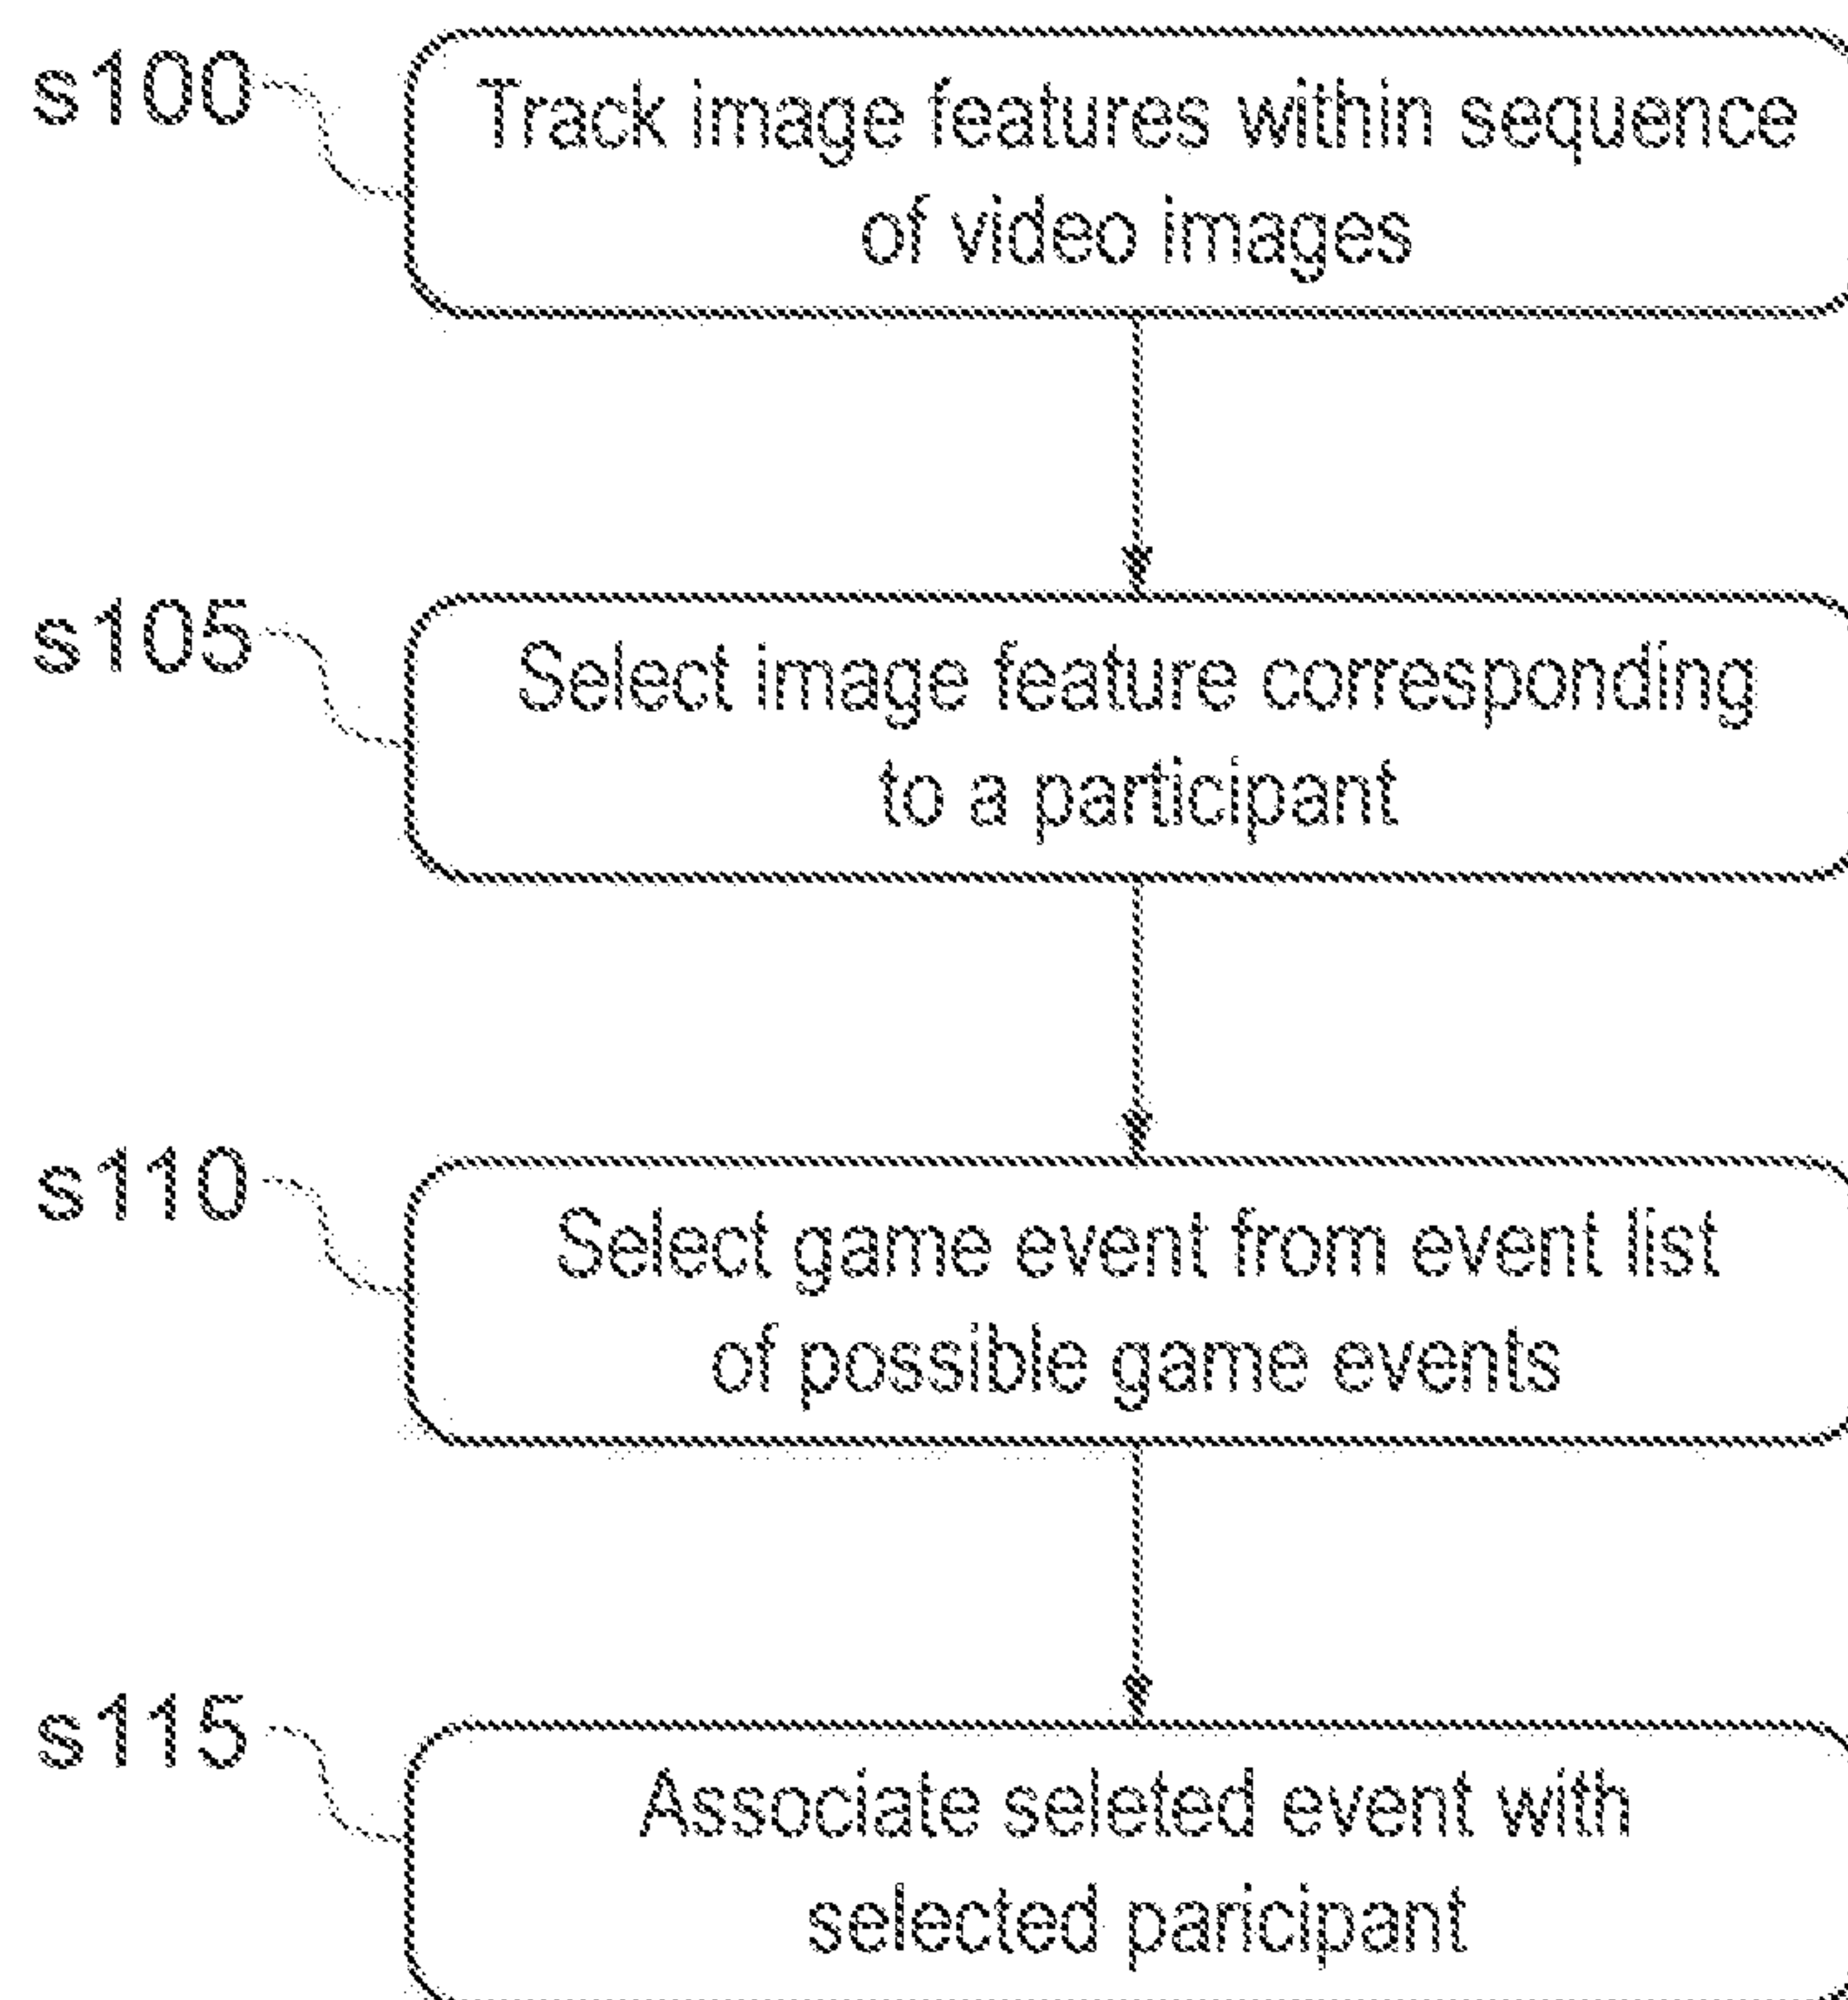 s100
Track image features within sequence
of video images
s105
Select image feature corresponding
to a participant
s110
Select game event from event list
of possible game events
s115
Associate seleted event with
selected paricipant